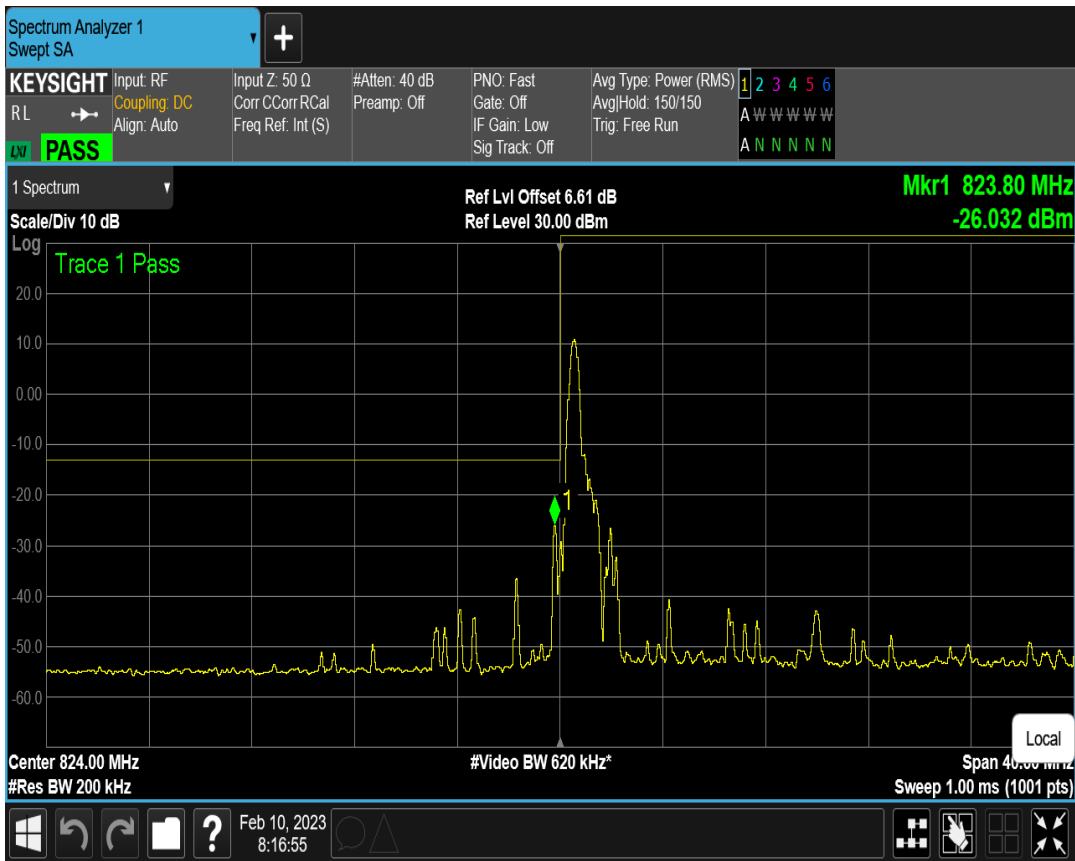 Spectrum Analyzer 1
Swept SA
+
KEYSIGHT Input: RF Input Z: 50 Ω #Atten: 40 dB PNO: Fast Avg Type: Power (RMS) 1 2 3 4 5 6
RL Coupling: DC Corr CCorr RCal Preamp: Off Gate: Off Avg|Hold: 150/150 A W W W W W
Align: Auto Freq Ref: Int (S) IF Gain: Low Trig: Free Run
LXI PASS Sig Track: Off A N N N N N
1 Spectrum
Ref Lvl Offset 6.61 dB Mkr1 823.80 MHz
Scale/Div 10 dB Ref Level 30.00 dBm -26.032 dBm
Log
Trace 1 Pass
20.0
10.0
0.00
-10.0
-20.0
1
-30.0
-40.0
-50.0
-60.0
Local
Center 824.00 MHz #Video BW 620 kHz* Span
#Res BW 200 kHz Sweep 1.00 ms (1001 pts)
? Feb 10, 2023
8:16:55